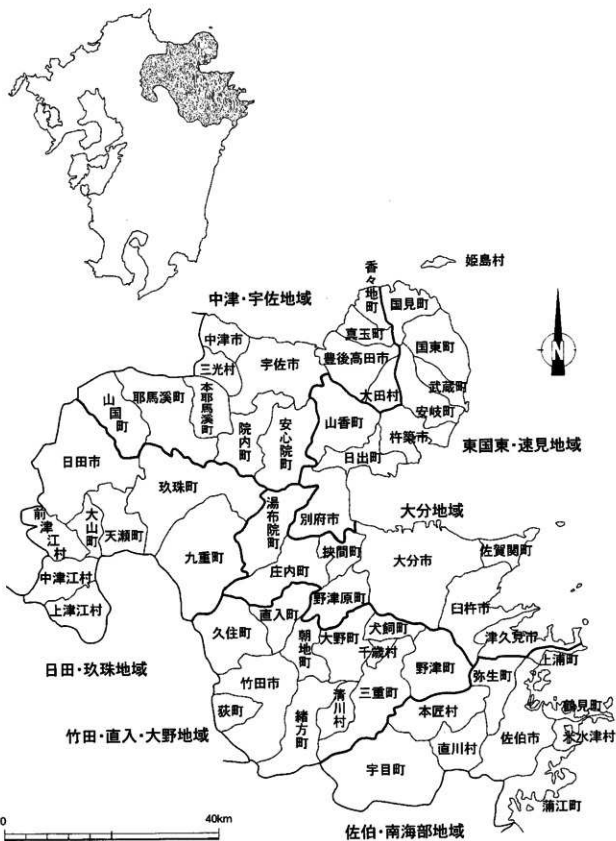 姫島村
中津・宇佐地域
香々地町
国見町
中津市
真玉町
国東町
三光村
宇佐市
豊後高田市
N
武蔵町
山国町
耶馬溪町
本耶馬溪町
太田村
安岐町
院内町
安心院町
山香町
杵築市
東国東・速見地域
日田市
日出町
玖珠町
湯布院町
別府市
大分地域
前津江村
大山町
天瀬町
九重町
挾間町
大分市
佐賀関町
中津江村
庄内町
野津原町
臼杵市
上津江村
久住町
直入町
朝地町
大野町
犬飼町
千歳村
津久見市
上浦町
日田・玖珠地域
竹田市
野津町
弥生町
荻町
緒方町
清川村
三重町
本匠村
鶴見町
竹田・直入・大野地域
佐伯市
米水津村
直川村
宇目町
蒲江町
0
40km
佐伯・南海部地域